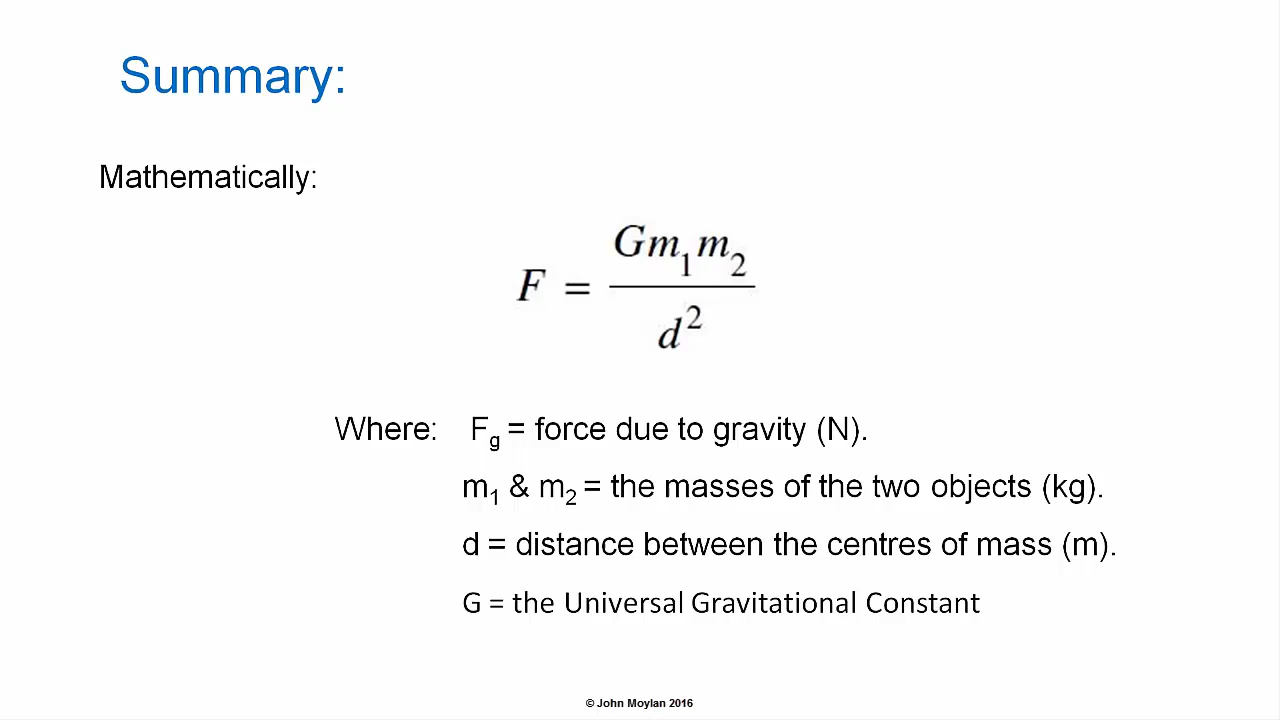 Summary:
Mathematically:
F = Gm₁m₂ / d²
Where: Fg = force due to gravity (N).
m₁ & m₂ = the masses of the two objects (kg).
d = distance between the centres of mass (m).
G = the Universal Gravitational Constant
© John Moylan 2016